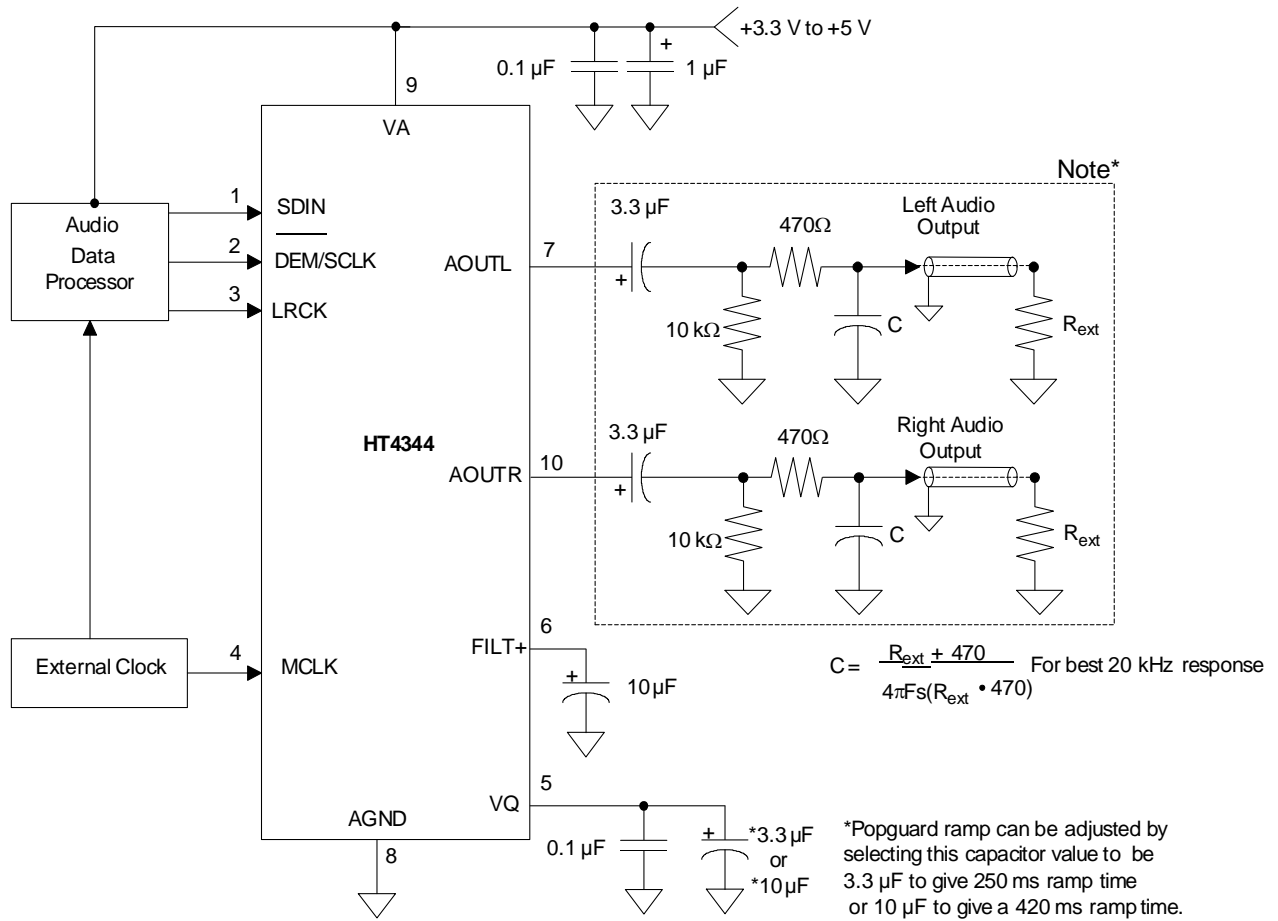 +3.3 V to +5 V
+
0.1 µF
1 µF
9
VA
Note*
Audio
Data
Processor
1
SDIN
2
DEM/SCLK
3
LRCK
AOUTL
7
3.3 µF
+
470Ω
10 kΩ
C
Left Audio
Output
Rext
HT4344
AOUTR
10
3.3 µF
+
470Ω
10 kΩ
C
Right Audio
Output
Rext
External Clock
4
MCLK
FILT+
6
+
10µF
C = Rext + 470 / 4πFs(Rext • 470) For best 20 kHz response
VQ
5
0.1 µF
+
*3.3 µF
or
*10µF
AGND
8
*Popguard ramp can be adjusted by
selecting this capacitor value to be
3.3 µF to give 250 ms ramp time
or 10 µF to give a 420 ms ramp time.